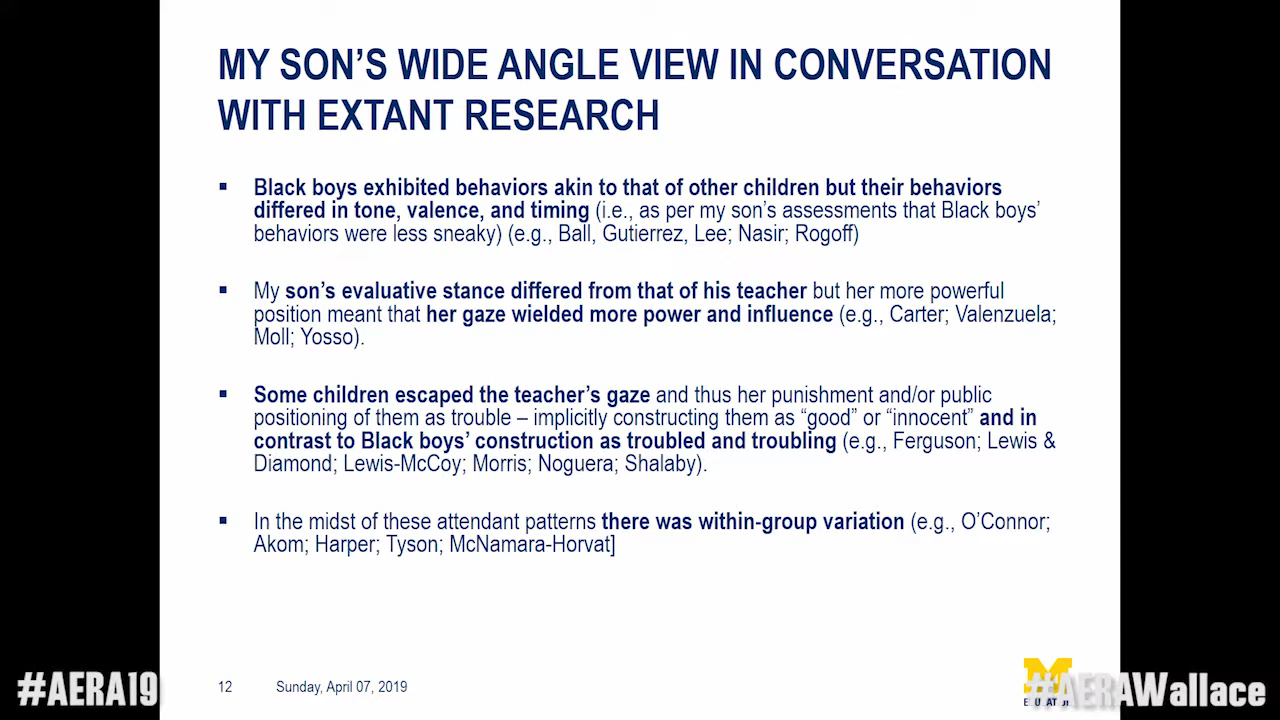 MY SON’S WIDE ANGLE VIEW IN CONVERSATION
WITH EXTANT RESEARCH
▪ Black boys exhibited behaviors akin to that of other children but their behaviors
differed in tone, valence, and timing (i.e., as per my son’s assessments that Black boys’
behaviors were less sneaky) (e.g., Ball, Gutierrez, Lee; Nasir; Rogoff)
▪ My son’s evaluative stance differed from that of his teacher but her more powerful
position meant that her gaze wielded more power and influence (e.g., Carter; Valenzuela;
Moll; Yosso).
▪ Some children escaped the teacher’s gaze and thus her punishment and/or public
positioning of them as trouble – implicitly constructing them as “good” or “innocent” and in
contrast to Black boys’ construction as troubled and troubling (e.g., Ferguson; Lewis &
Diamond; Lewis-McCoy; Morris; Noguera; Shalaby).
▪ In the midst of these attendant patterns there was within-group variation (e.g., O’Connor;
Akom; Harper; Tyson; McNamara-Horvat]
12 Sunday, April 07, 2019
M
#AERA19
#AERAWallace